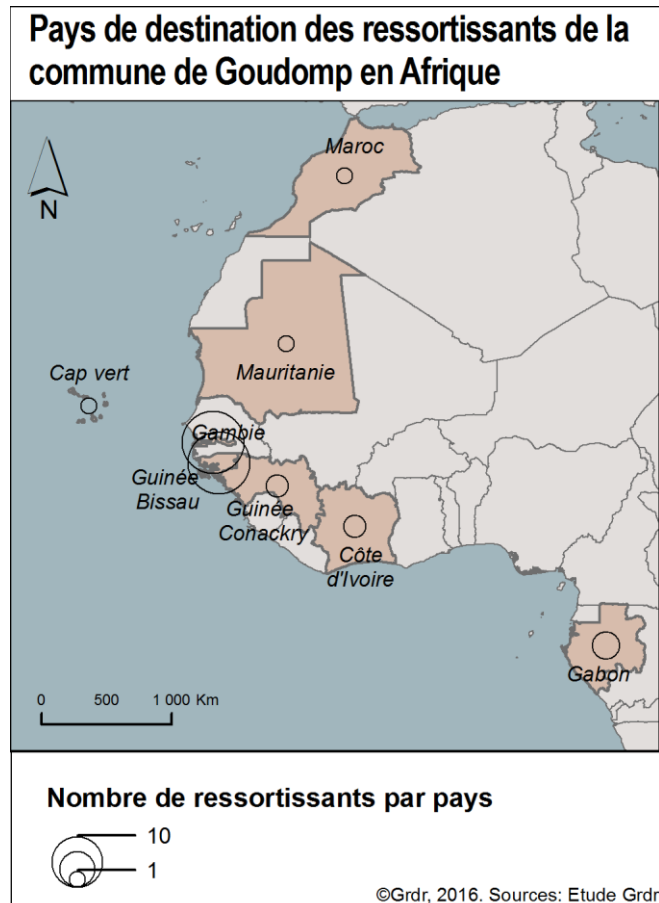 Pays de destination des ressortissants de la
commune de Goudomp en Afrique
Maroc
N
Mauritanie
Cap vert
Gambie
Guinée
Bissau
Guinée
Conackry
Côte
d'Ivoire
Gabon
0 500 1 000 Km
Nombre de ressortissants par pays
10
1
©Grdr, 2016. Sources: Etude Grdr